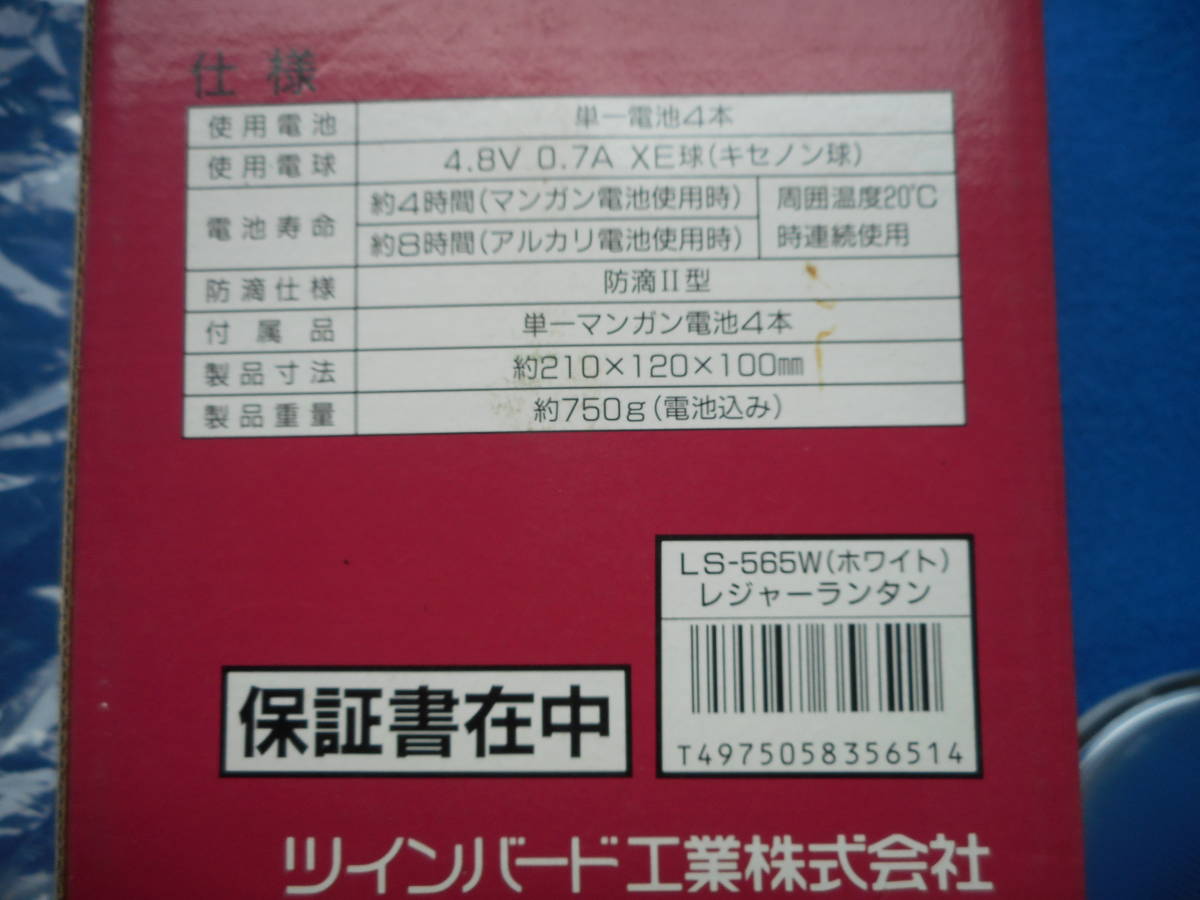 仕様
使用電池 単一電池4本
使用電球 4.8V 0.7A XE球(キセノン球)
電池寿命 約4時間(マンガン電池使用時) 周囲温度20℃
約8時間(アルカリ電池使用時) 時連続使用
防滴仕様 防滴II型
付属品 単一マンガン電池4本
製品寸法 約210×120×100㎜
製品重量 約750g(電池込み)
LS-565W(ホワイト)
レジャーランタン
T4975058356514
保証書在中
ツインバード工業株式会社